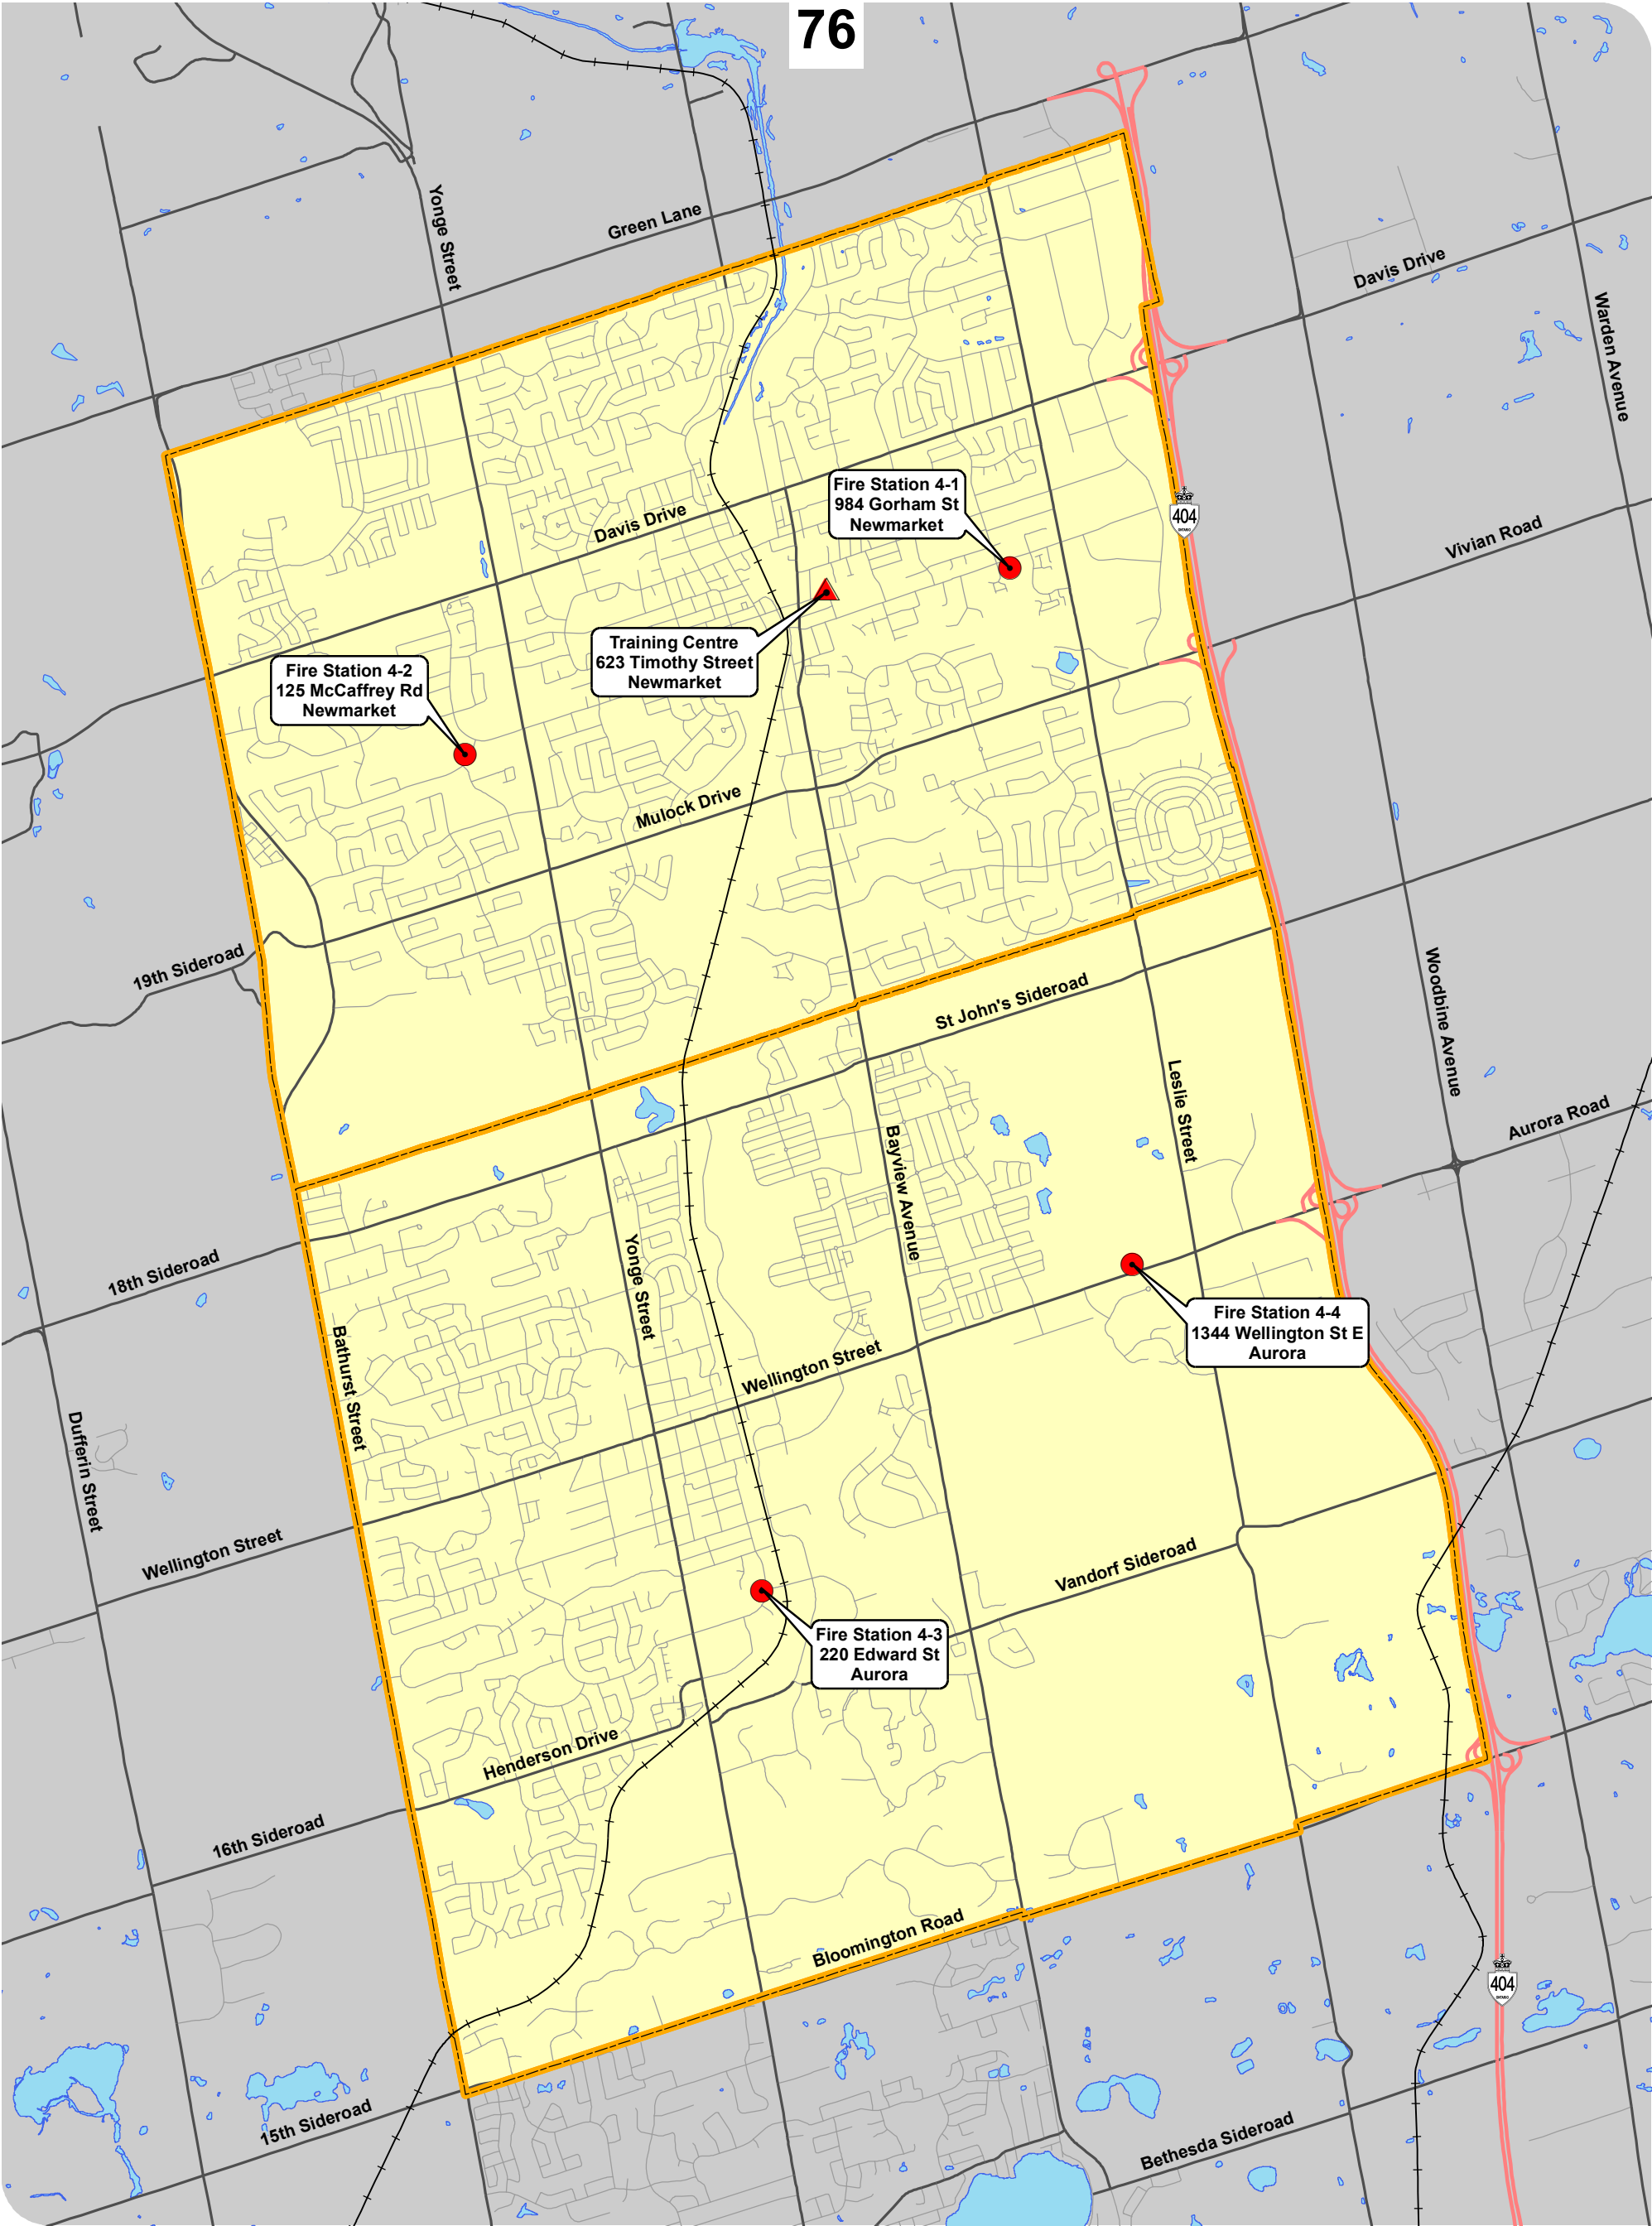 76
Yonge Street
Green Lane
Davis Drive
Warden Avenue
Fire Station 4-1
984 Gorham St
Newmarket
404
ONTARIO
Davis Drive
Vivian Road
Training Centre
623 Timothy Street
Newmarket
Fire Station 4-2
125 McCaffrey Rd
Newmarket
Mulock Drive
19th Sideroad
St John's Sideroad
Woodbine Avenue
Leslie Street
Aurora Road
Bayview Avenue
18th Sideroad
Yonge Street
Bathurst Street
Wellington Street
Fire Station 4-4
1344 Wellington St E
Aurora
Dufferin Street
Wellington Street
Vandorf Sideroad
Fire Station 4-3
220 Edward St
Aurora
Henderson Drive
16th Sideroad
Bloomington Road
404
ONTARIO
15th Sideroad
Bethesda Sideroad